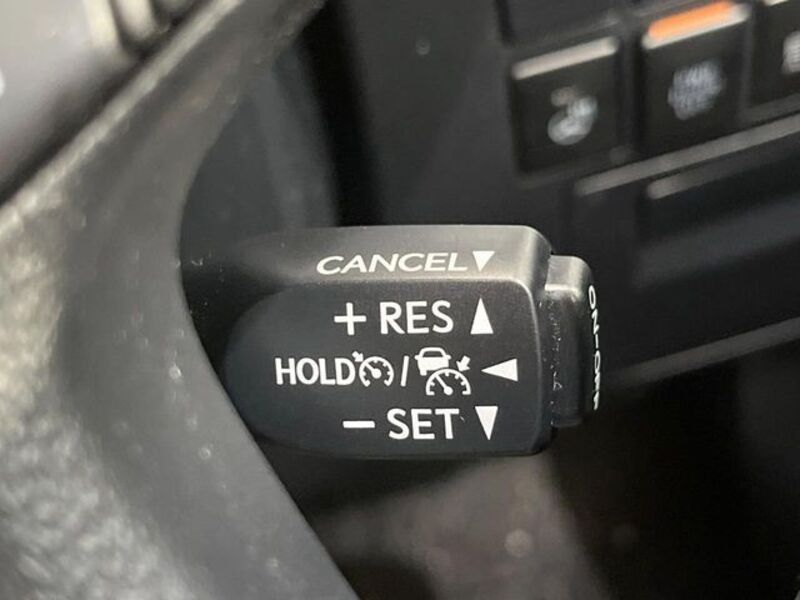 CANCEL▼
+ RES ▲
HOLD / ◀
− SET ▼
ON-OFF